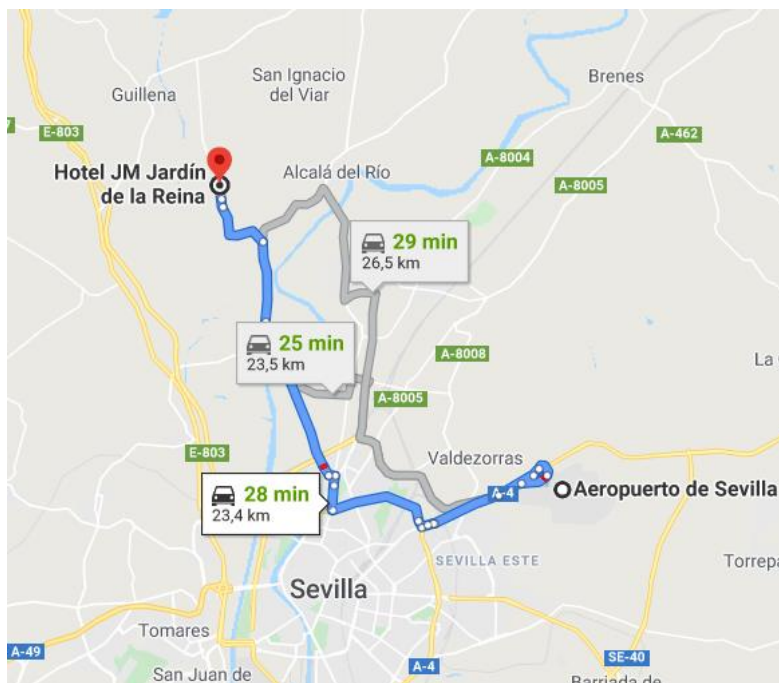 San Ignacio
del Viar
Brenes
Guillena
E-803
A-462
A-8004
Hotel JM Jardín
de la Reina
Alcalá del Río
A-8005
29 min
26,5 km
25 min
23,5 km
A-8008
A-8005
E-803
Valdezorras
28 min
23,4 km
A-4
Aeropuerto de Sevilla
SEVILLA ESTE
Torrepa
Sevilla
Tomares
A-49
A-4
SE-40
San Juan de
Barriada de